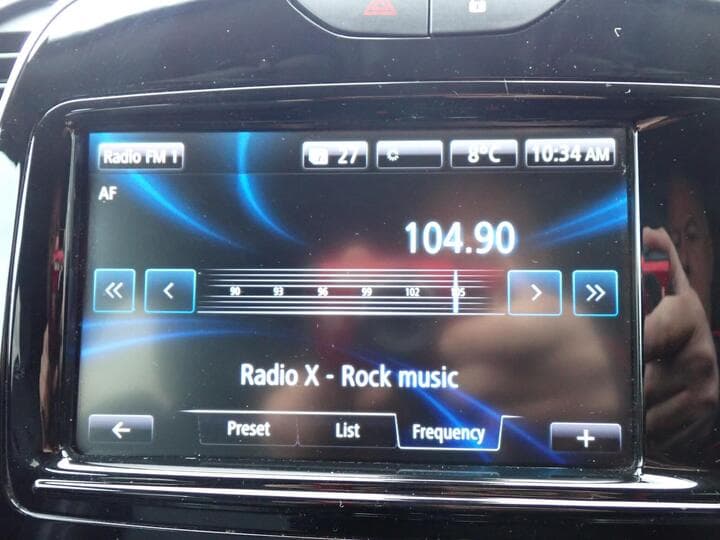 Radio FM 1
27
8°C
10:34 AM
AF
104.90
90 93 96 99 102 105
Radio X - Rock music
Preset
List
Frequency